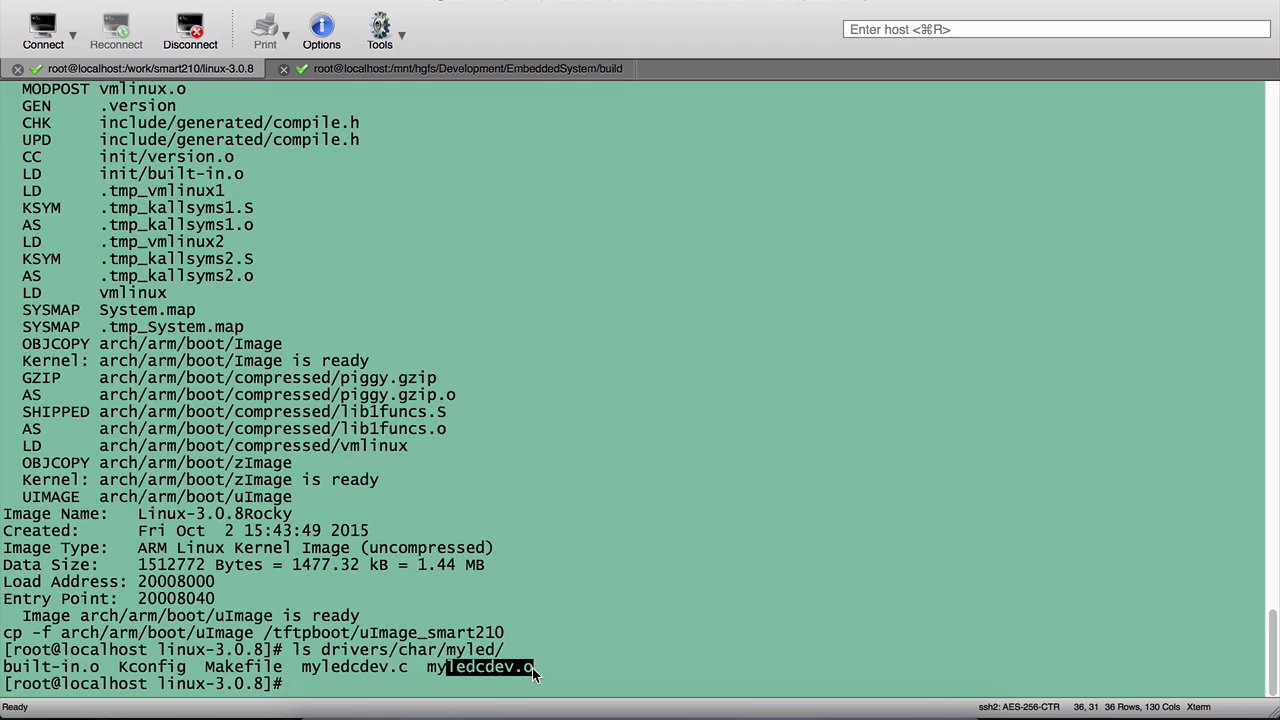 Connect
Reconnect
Disconnect
Print
Options
Tools
Enter host <⌘R>
root@localhost:/work/smart210/linux-3.0.8
root@localhost:/mnt/hgfs/Development/EmbeddedSystem/build
MODPOST vmlinux.o
GEN .version
CHK include/generated/compile.h
UPD include/generated/compile.h
CC init/version.o
LD init/built-in.o
LD .tmp_vmlinux1
KSYM .tmp_kallsyms1.S
AS .tmp_kallsyms1.o
LD .tmp_vmlinux2
KSYM .tmp_kallsyms2.S
AS .tmp_kallsyms2.o
LD vmlinux
SYSMAP System.map
SYSMAP .tmp_System.map
OBJCOPY arch/arm/boot/Image
Kernel: arch/arm/boot/Image is ready
GZIP arch/arm/boot/compressed/piggy.gzip
AS arch/arm/boot/compressed/piggy.gzip.o
SHIPPED arch/arm/boot/compressed/lib1funcs.S
AS arch/arm/boot/compressed/lib1funcs.o
LD arch/arm/boot/compressed/vmlinux
OBJCOPY arch/arm/boot/zImage
Kernel: arch/arm/boot/zImage is ready
UIMAGE arch/arm/boot/uImage
Image Name: Linux-3.0.8Rocky
Created: Fri Oct 2 15:43:49 2015
Image Type: ARM Linux Kernel Image (uncompressed)
Data Size: 1512772 Bytes = 1477.32 kB = 1.44 MB
Load Address: 20008000
Entry Point: 20008040
Image arch/arm/boot/uImage is ready
cp -f arch/arm/boot/uImage /tftpboot/uImage_smart210
[root@localhost linux-3.0.8]# ls drivers/char/myled/
built-in.o Kconfig Makefile myledcdev.c myledcdev.o
[root@localhost linux-3.0.8]#
Ready
ssh2: AES-256-CTR 36, 31 36 Rows, 130 Cols Xterm